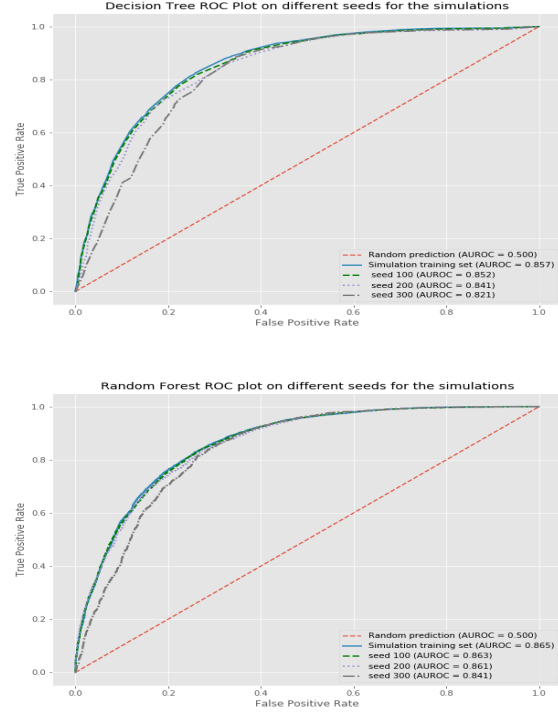 Decision Tree ROC Plot on different seeds for the simulations
1.0
0.8
0.6
0.4
0.2
0.0
True Positive Rate
Random prediction (AUROC = 0.500)
Simulation training set (AUROC = 0.857)
seed 100 (AUROC = 0.852)
seed 200 (AUROC = 0.841)
seed 300 (AUROC = 0.821)
0.0 0.2 0.4 0.6 0.8 1.0
False Positive Rate
Random Forest ROC plot on different seeds for the simulations
1.0
0.8
0.6
0.4
0.2
0.0
True Positive Rate
Random prediction (AUROC = 0.500)
Simulation training set (AUROC = 0.865)
seed 100 (AUROC = 0.863)
seed 200 (AUROC = 0.861)
seed 300 (AUROC = 0.841)
0.0 0.2 0.4 0.6 0.8 1.0
False Positive Rate